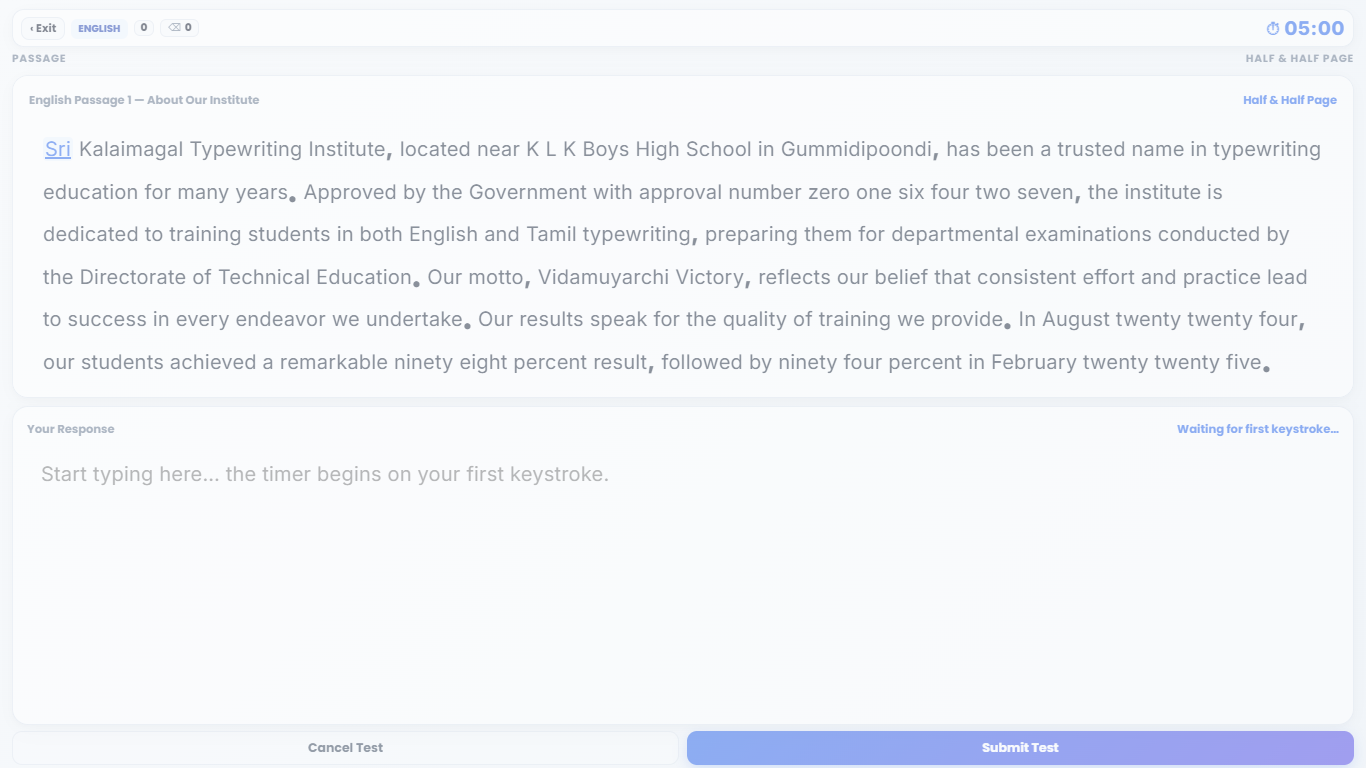 ‹ Exit ENGLISH 0 ⌫ 0 ⏱ 05:00
PASSAGE HALF & HALF PAGE
English Passage 1 — About Our Institute Half & Half Page
Sri Kalaimagal Typewriting Institute, located near K L K Boys High School in Gummidipoondi, has been a trusted name in typewriting
education for many years. Approved by the Government with approval number zero one six four two seven, the institute is
dedicated to training students in both English and Tamil typewriting, preparing them for departmental examinations conducted by
the Directorate of Technical Education. Our motto, Vidamuyarchi Victory, reflects our belief that consistent effort and practice lead
to success in every endeavor we undertake. Our results speak for the quality of training we provide. In August twenty twenty four,
our students achieved a remarkable ninety eight percent result, followed by ninety four percent in February twenty twenty five.
Your Response Waiting for first keystroke...
Start typing here... the timer begins on your first keystroke.
Cancel Test Submit Test